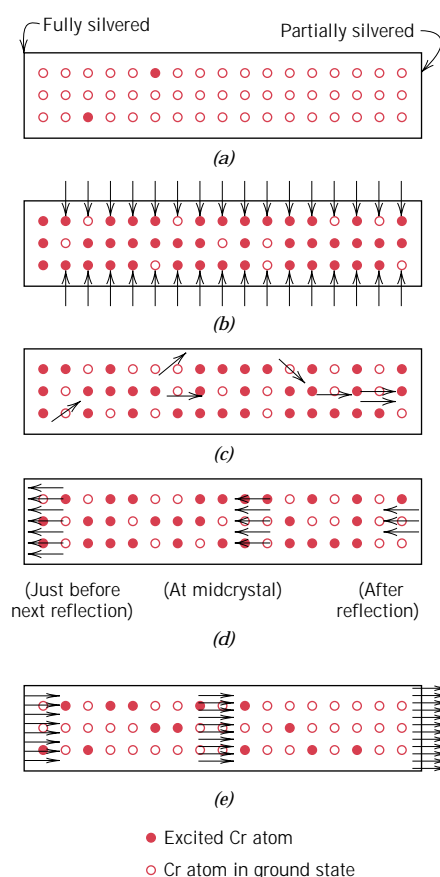 Fully silvered
Partially silvered
(a)
(b)
(c)
(Just before
next reflection)
(At midcrystal)
(After
reflection)
(d)
(e)
Excited Cr atom
Cr atom in ground state